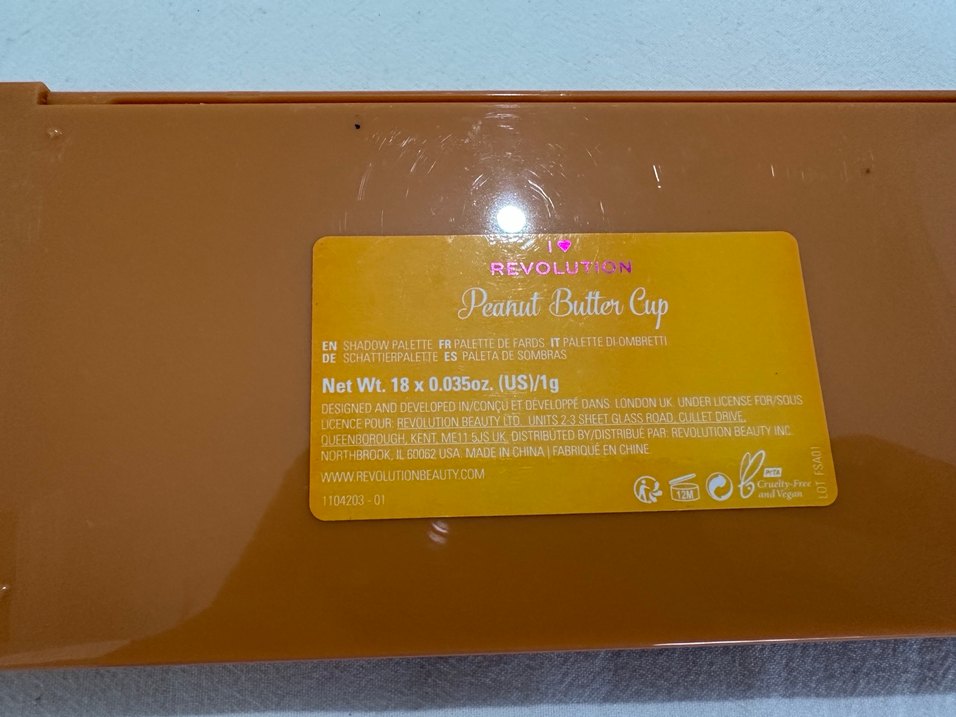 I ♥
REVOLUTION
Peanut Butter Cup
EN SHADOW PALETTE FR PALETTE DE FARDS IT PALETTE DI OMBRETTI
DE SCHATTIERPALETTE ES PALETA DE SOMBRAS
Net Wt. 18 x 0.035oz. (US)/1g
DESIGNED AND DEVELOPED IN/CONÇU ET DÉVELOPPÉ DANS: LONDON UK. UNDER LICENSE FOR/SOUS
LICENCE POUR: REVOLUTION BEAUTY LTD. UNITS 2-3 SHEET GLASS ROAD, CULLET DRIVE,
QUEENBOROUGH, KENT. ME11 5JS UK. DISTRIBUTED BY/DISTRIBUÉ PAR: REVOLUTION BEAUTY INC.
NORTHBROOK, IL 60062 USA. MADE IN CHINA | FABRIQUÉ EN CHINE
WWW.REVOLUTIONBEAUTY.COM
1104203 - 01
12M
PETA
Cruelty-Free
and Vegan
LOT FSA01